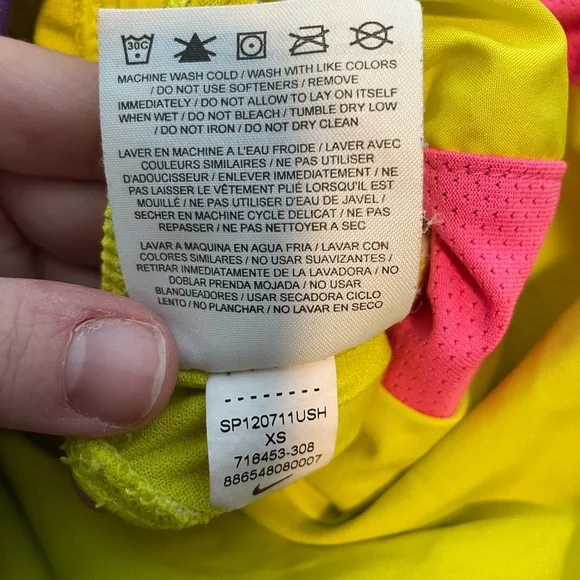 30C
MACHINE WASH COLD / WASH WITH LIKE COLORS
/ DO NOT USE SOFTENERS / REMOVE
IMMEDIATELY / DO NOT ALLOW TO LAY ON ITSELF
WHEN WET / DO NOT BLEACH / TUMBLE DRY LOW
/ DO NOT IRON / DO NOT DRY CLEAN
LAVER EN MACHINE A L'EAU FROIDE / LAVER AVEC
COULEURS SIMILAIRES / NE PAS UTILISER
D'ADOUCISSEUR / ENLEVER IMMEDIATEMENT / NE
PAS LAISSER LE VÊTEMENT PLIÉ LORSQU'IL EST
MOUILLÉ / NE PAS UTILISER D'EAU DE JAVEL /
SECHER EN MACHINE CYCLE DELICAT / NE PAS
REPASSER / NE PAS NETTOYER A SEC
LAVAR A MAQUINA EN AGUA FRIA / LAVAR CON
COLORES SIMILARES / NO USAR SUAVIZANTES /
RETIRAR INMEDIATAMENTE DE LA LAVADORA / NO
DOBLAR PRENDA MOJADA / NO USAR
BLANQUEADORES / USAR SECADORA CICLO
LENTO / NO PLANCHAR / NO LAVAR EN SECO
--------
SP120711USH
XS
716453-308
886548080007